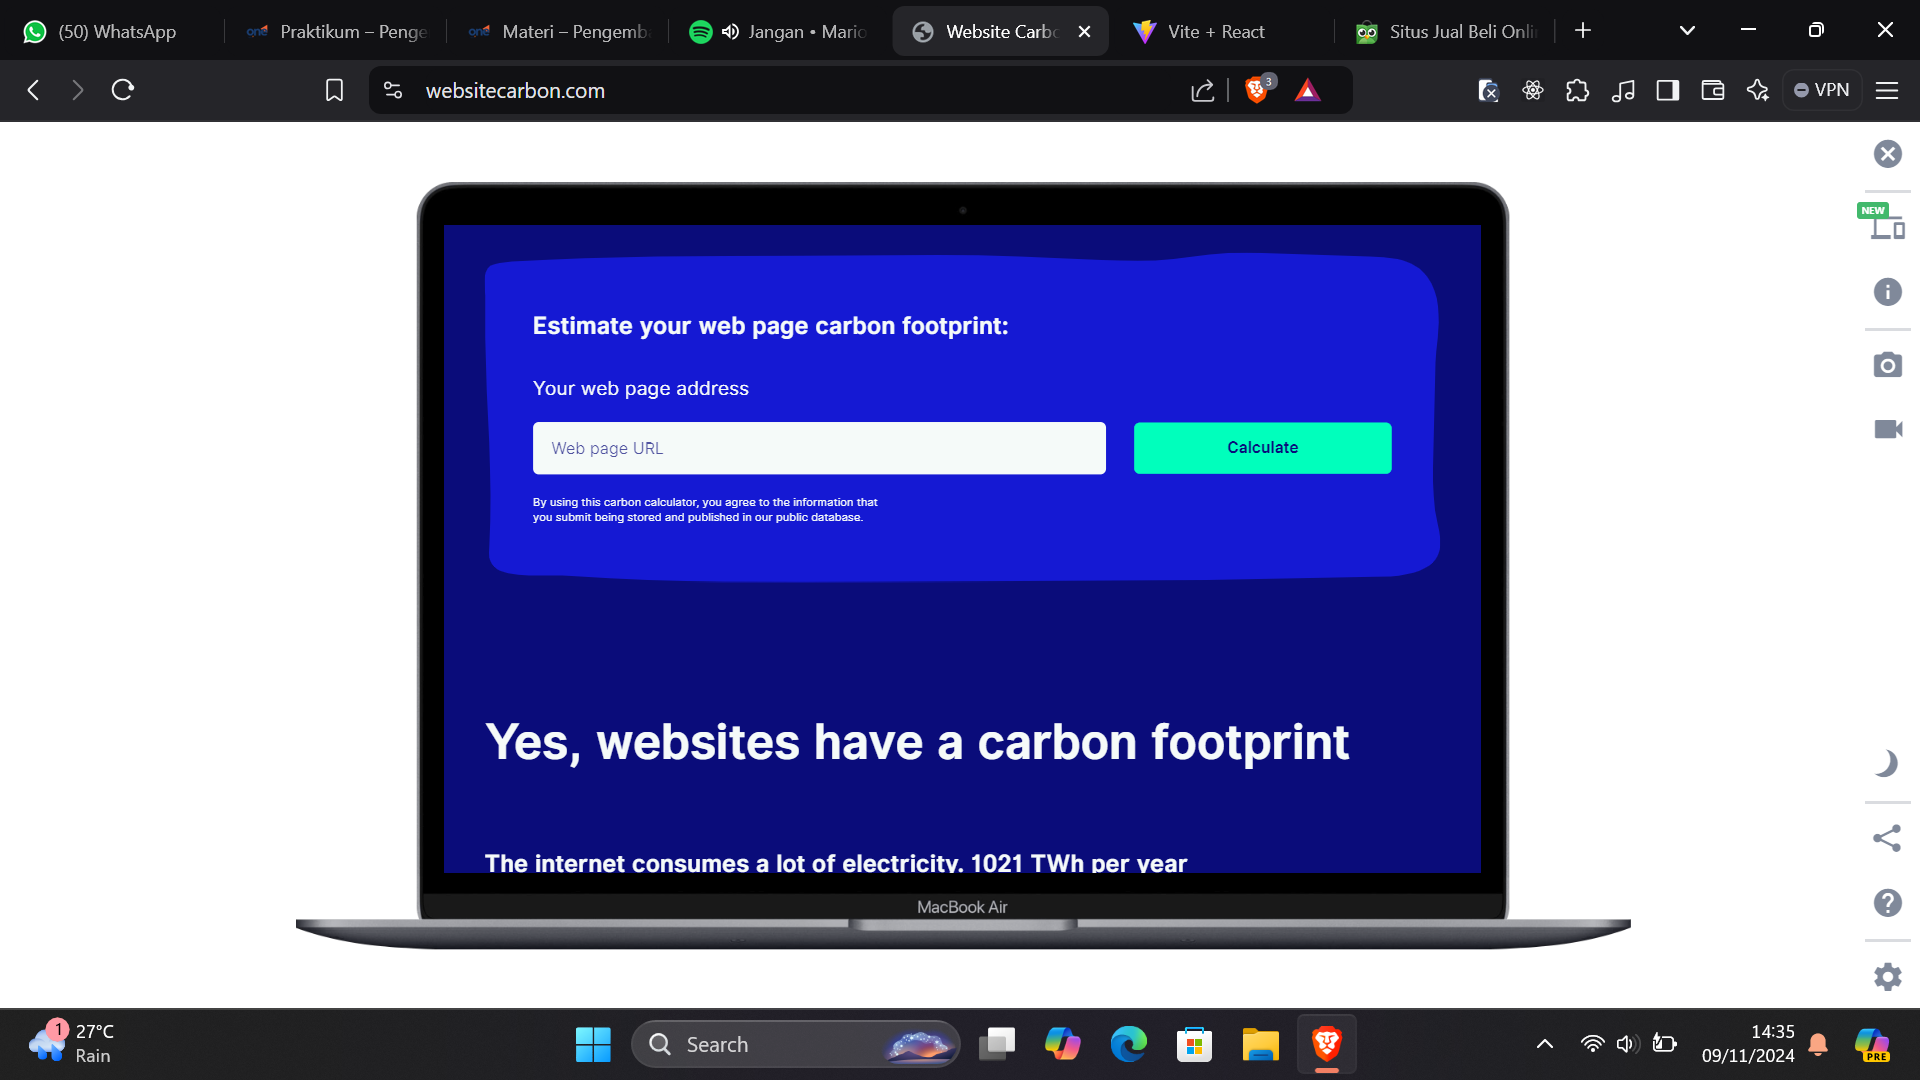 (50) WhatsApp
Praktikum – Penge
Materi – Pengemba
Jangan • Mario
Website Carbo
Vite + React
Situs Jual Beli Onlin
websitecarbon.com
3
VPN
NEW
Estimate your web page carbon footprint:
Your web page address
Web page URL
Calculate
By using this carbon calculator, you agree to the information that
you submit being stored and published in our public database.
Yes, websites have a carbon footprint
The internet consumes a lot of electricity. 1021 TWh per year
MacBook Air
1
27°C
Rain
Search
14:35
09/11/2024
PRE